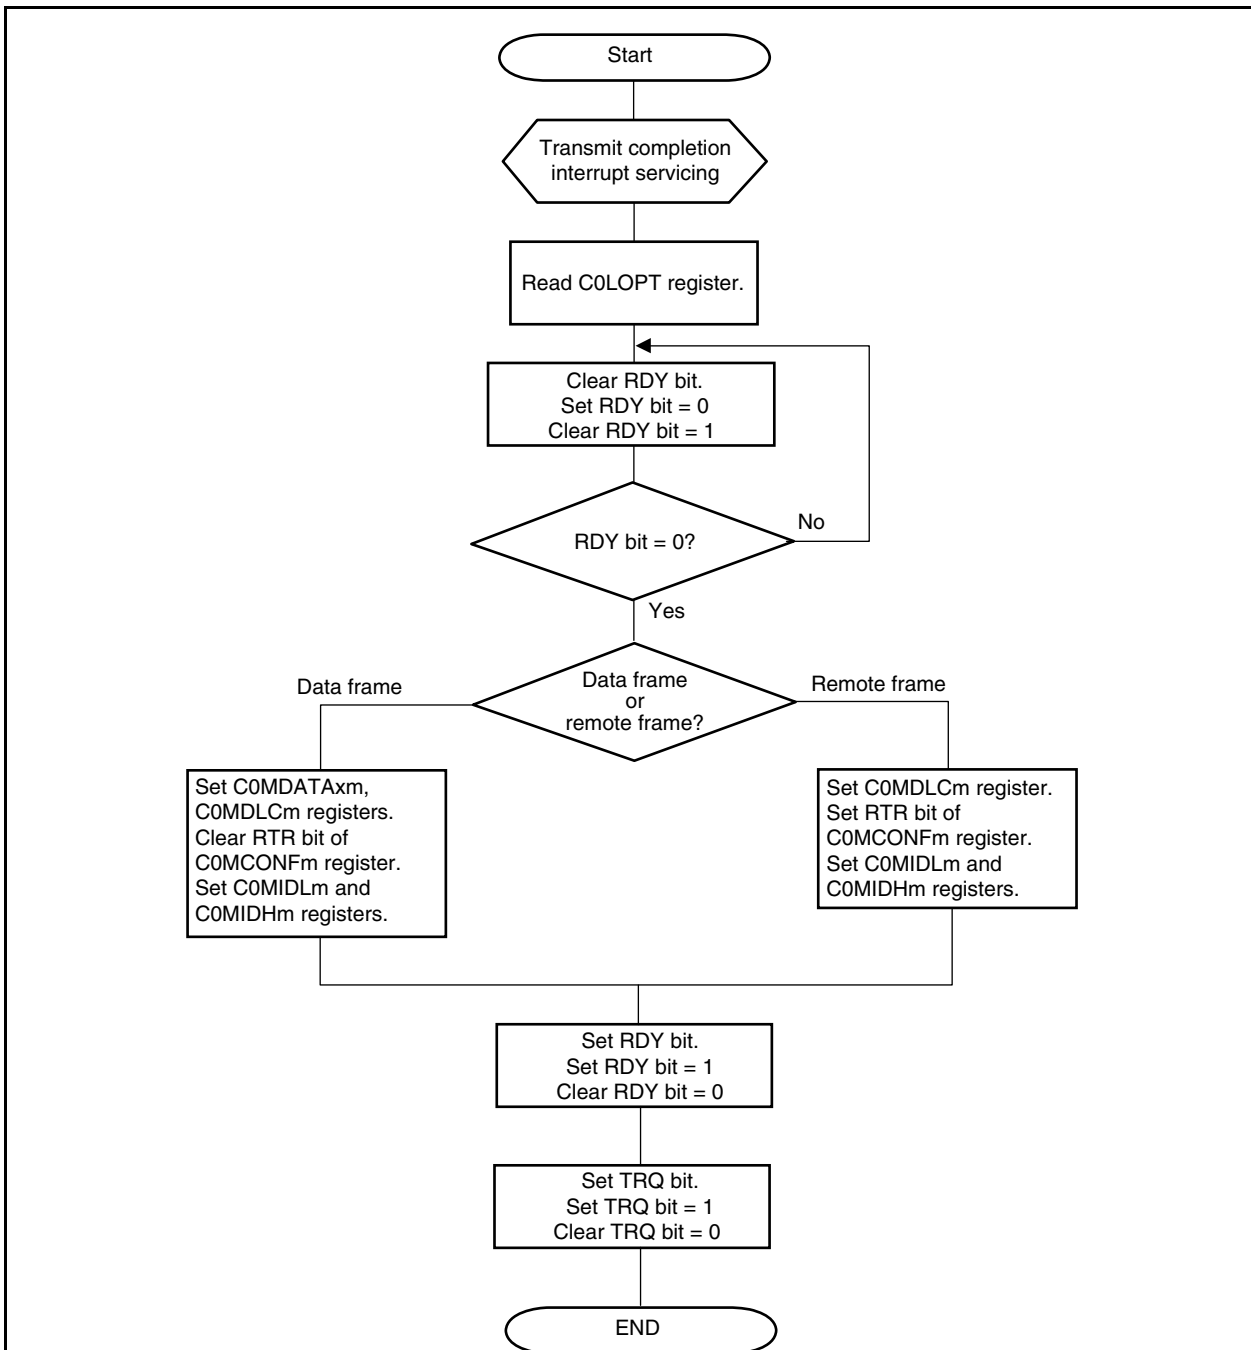 Start
Transmit completion
interrupt servicing
Read C0LOPT register.
Clear RDY bit.
Set RDY bit = 0
Clear RDY bit = 1
RDY bit = 0?
No
Yes
Data frame
or
remote frame?
Data frame
Remote frame
Set C0MDATAxm,
C0MDLCm registers.
Clear RTR bit of
C0MCONFm register.
Set C0MIDLm and
C0MIDHm registers.
Set C0MDLCm register.
Set RTR bit of
C0MCONFm register.
Set C0MIDLm and
C0MIDHm registers.
Set RDY bit.
Set RDY bit = 1
Clear RDY bit = 0
Set TRQ bit.
Set TRQ bit = 1
Clear TRQ bit = 0
END